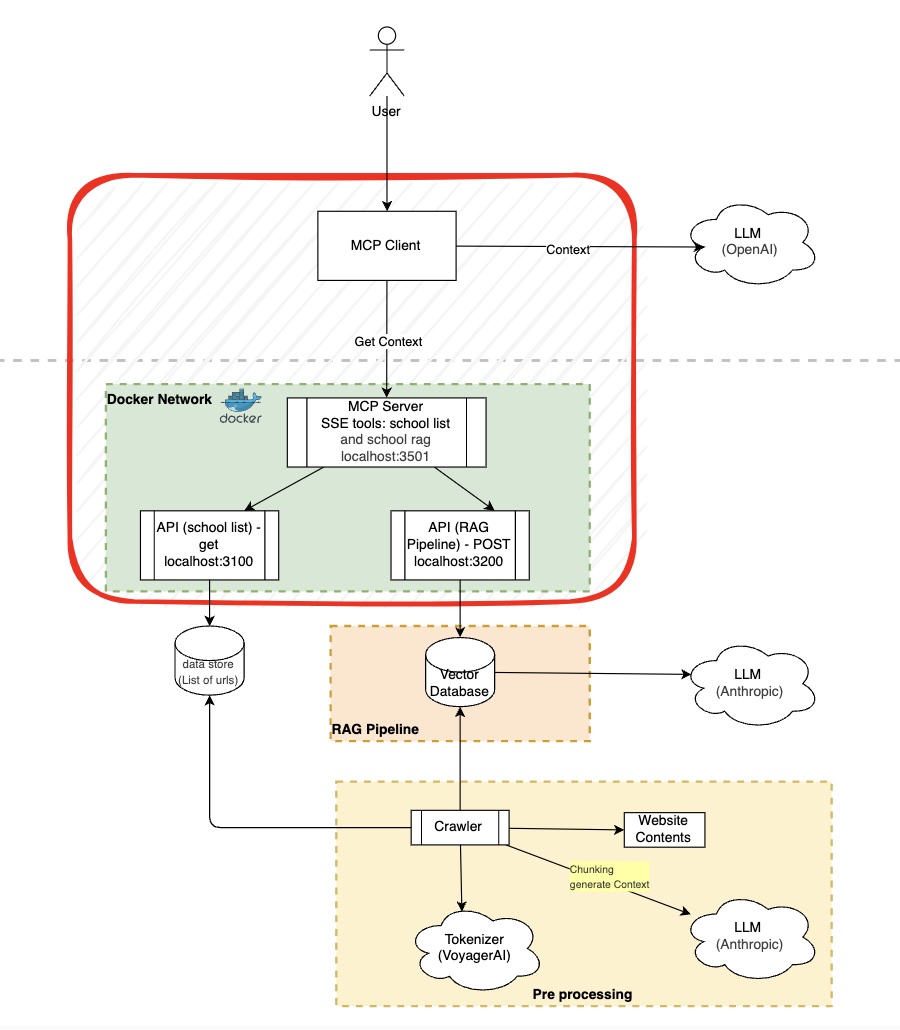 User
MCP Client
LLM
(OpenAI)
Context
Get Context
Docker Network
docker
MCP Server
SSE tools: school list
and school rag
localhost:3501
API (school list) -
get
localhost:3100
API (RAG
Pipeline) - POST
localhost:3200
data store
(List of urls)
Vector
Database
LLM
(Anthropic)
RAG Pipeline
Crawler
Website
Contents
Chunking
generate Context
Tokenizer
(VoyagerAI)
LLM
(Anthropic)
Pre processing